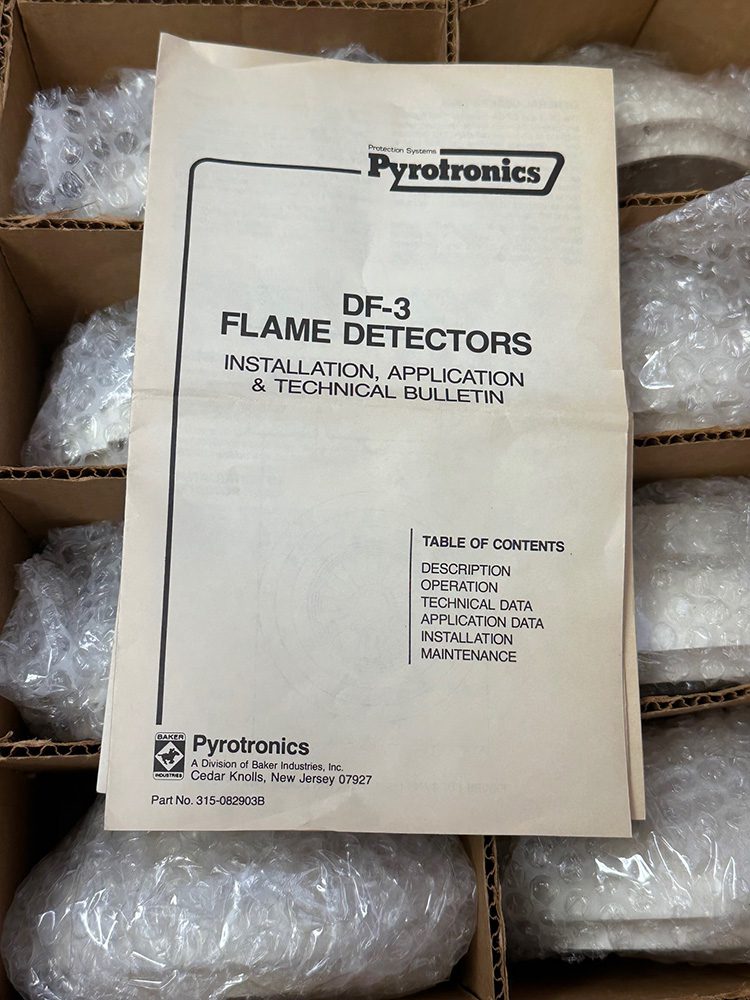 Protection Systems
Pyrotronics
DF-3
FLAME DETECTORS
INSTALLATION, APPLICATION
& TECHNICAL BULLETIN
TABLE OF CONTENTS
DESCRIPTION
OPERATION
TECHNICAL DATA
APPLICATION DATA
INSTALLATION
MAINTENANCE
BAKER
INDUSTRIES
Pyrotronics
A Division of Baker Industries, Inc.
Cedar Knolls, New Jersey 07927
Part No. 315-082903B